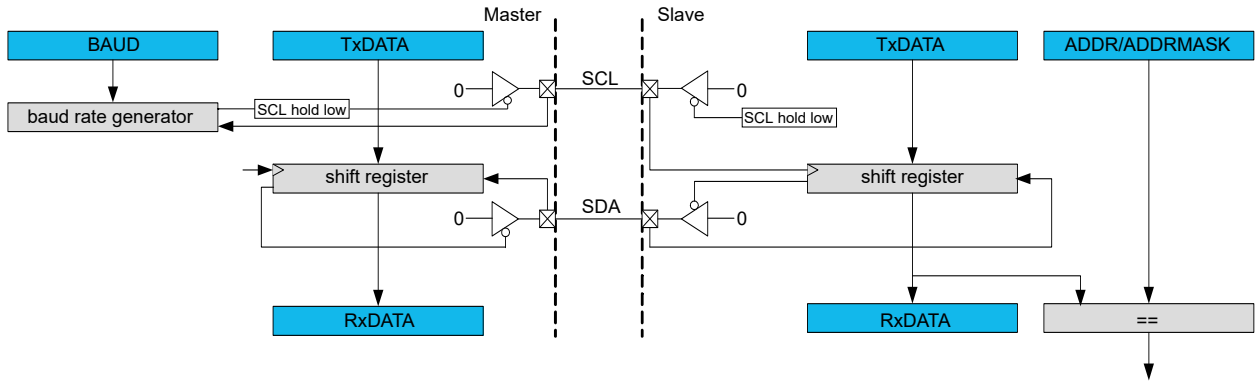 Master
Slave
BAUD
TxDATA
TxDATA
ADDR/ADDRMASK
SCL
0
0
SCL hold low
SCL hold low
baud rate generator
shift register
shift register
SDA
0
0
RxDATA
RxDATA
==